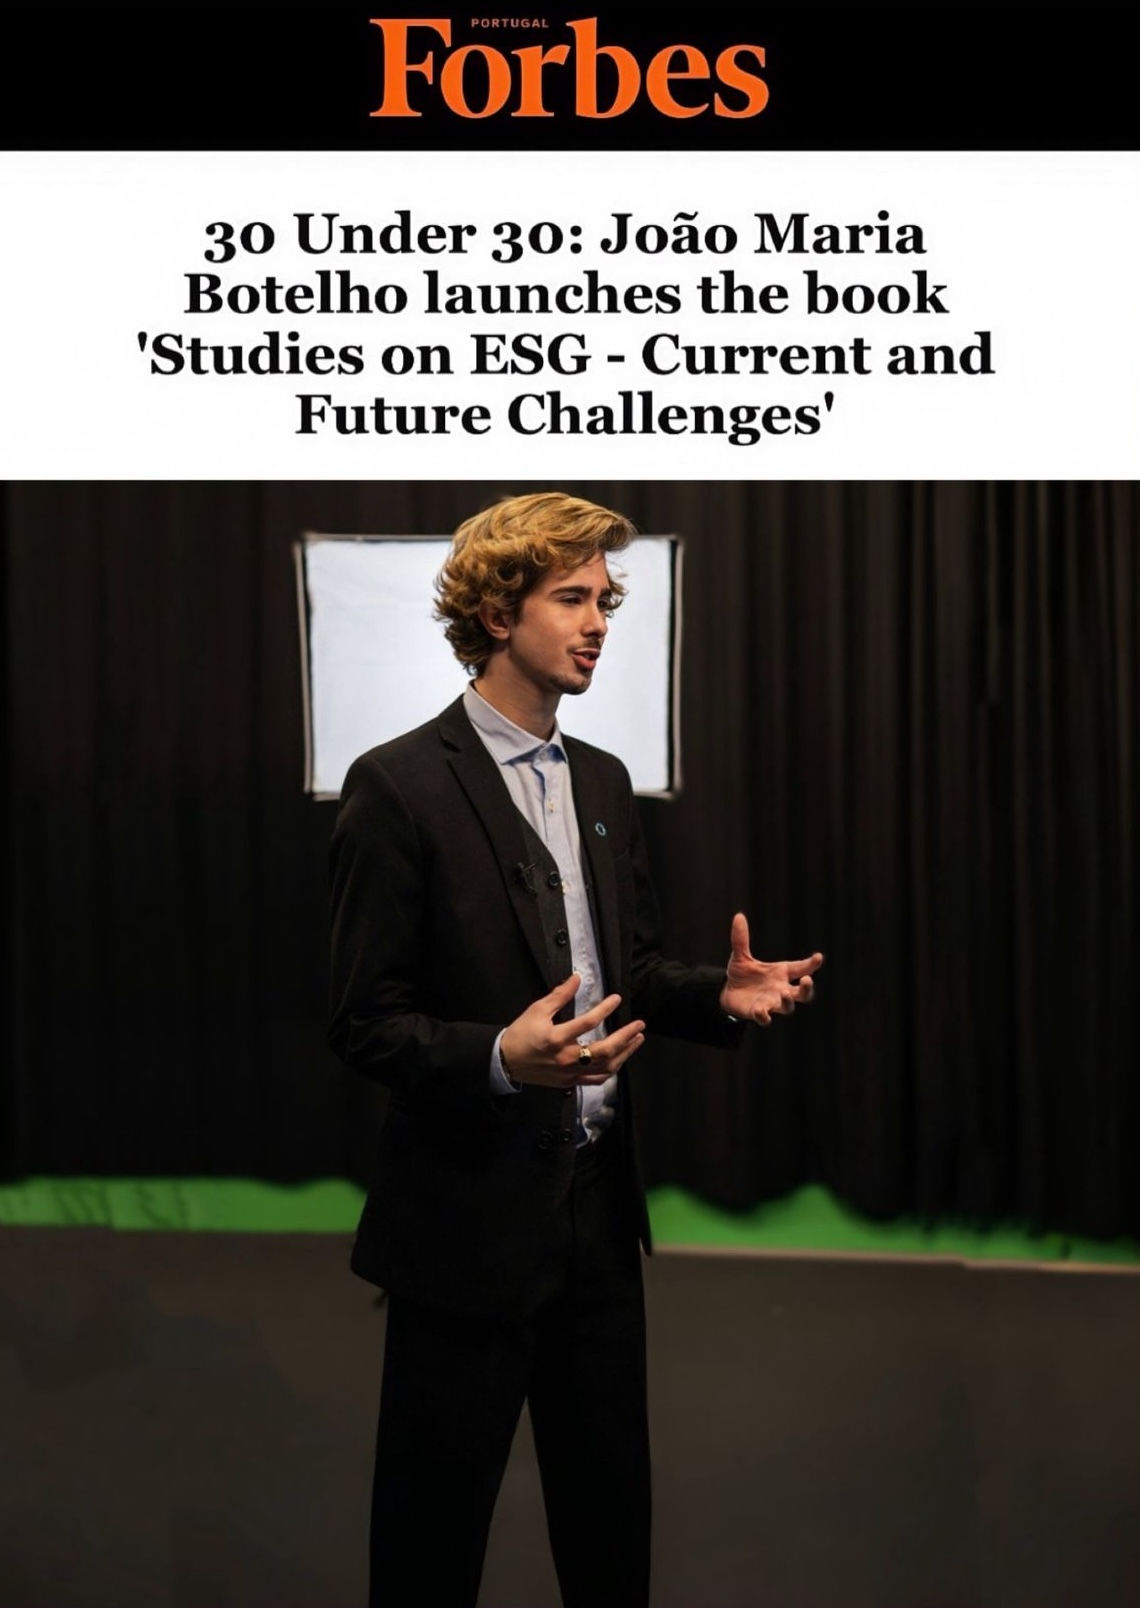 PORTUGAL
Forbes
30 Under 30: João Maria
Botelho launches the book
'Studies on ESG - Current and
Future Challenges'